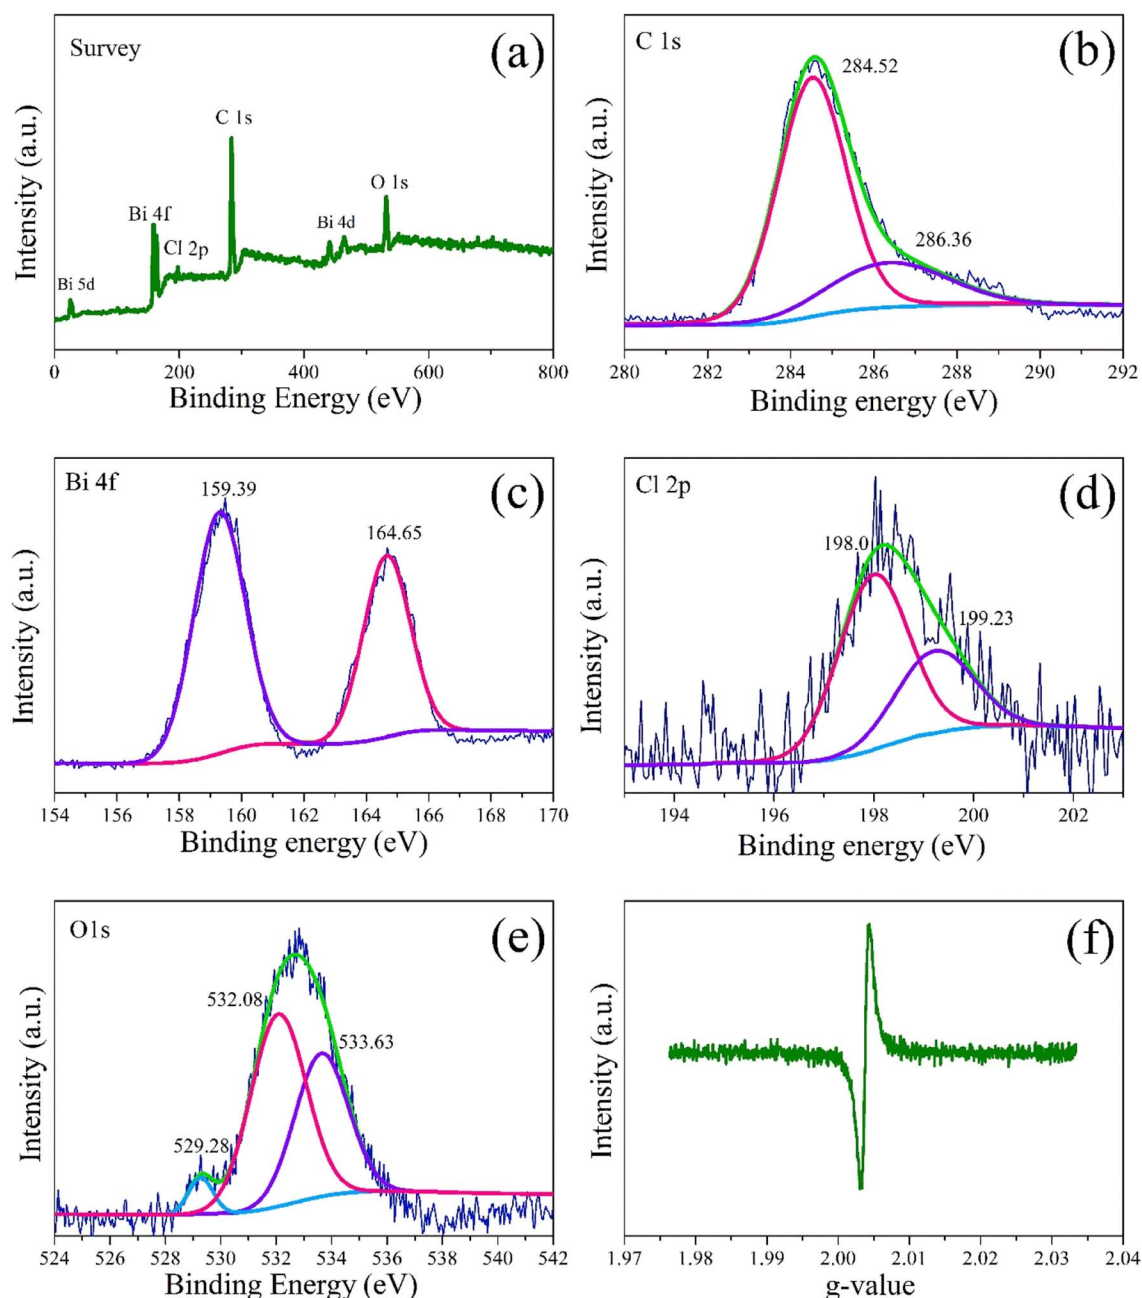 Survey
(a)
C 1s
O 1s
Bi 4f
Cl 2p
Bi 4d
Bi 5d
Intensity (a.u.)
0 200 400 600 800
Binding Energy (eV)
C 1s
(b)
284.52
286.36
Intensity (a.u.)
280 282 284 286 288 290 292
Binding energy (eV)
Bi 4f
(c)
159.39
164.65
Intensity (a.u.)
154 156 158 160 162 164 166 168 170
Binding energy (eV)
Cl 2p
(d)
198.0
199.23
Intensity (a.u.)
194 196 198 200 202
Binding energy (eV)
O1s
(e)
532.08
533.63
529.28
Intensity (a.u.)
524 526 528 530 532 534 536 538 540 542
Binding Energy (eV)
(f)
Intensity (a.u.)
1.97 1.98 1.99 2.00 2.01 2.02 2.03 2.04
g-value